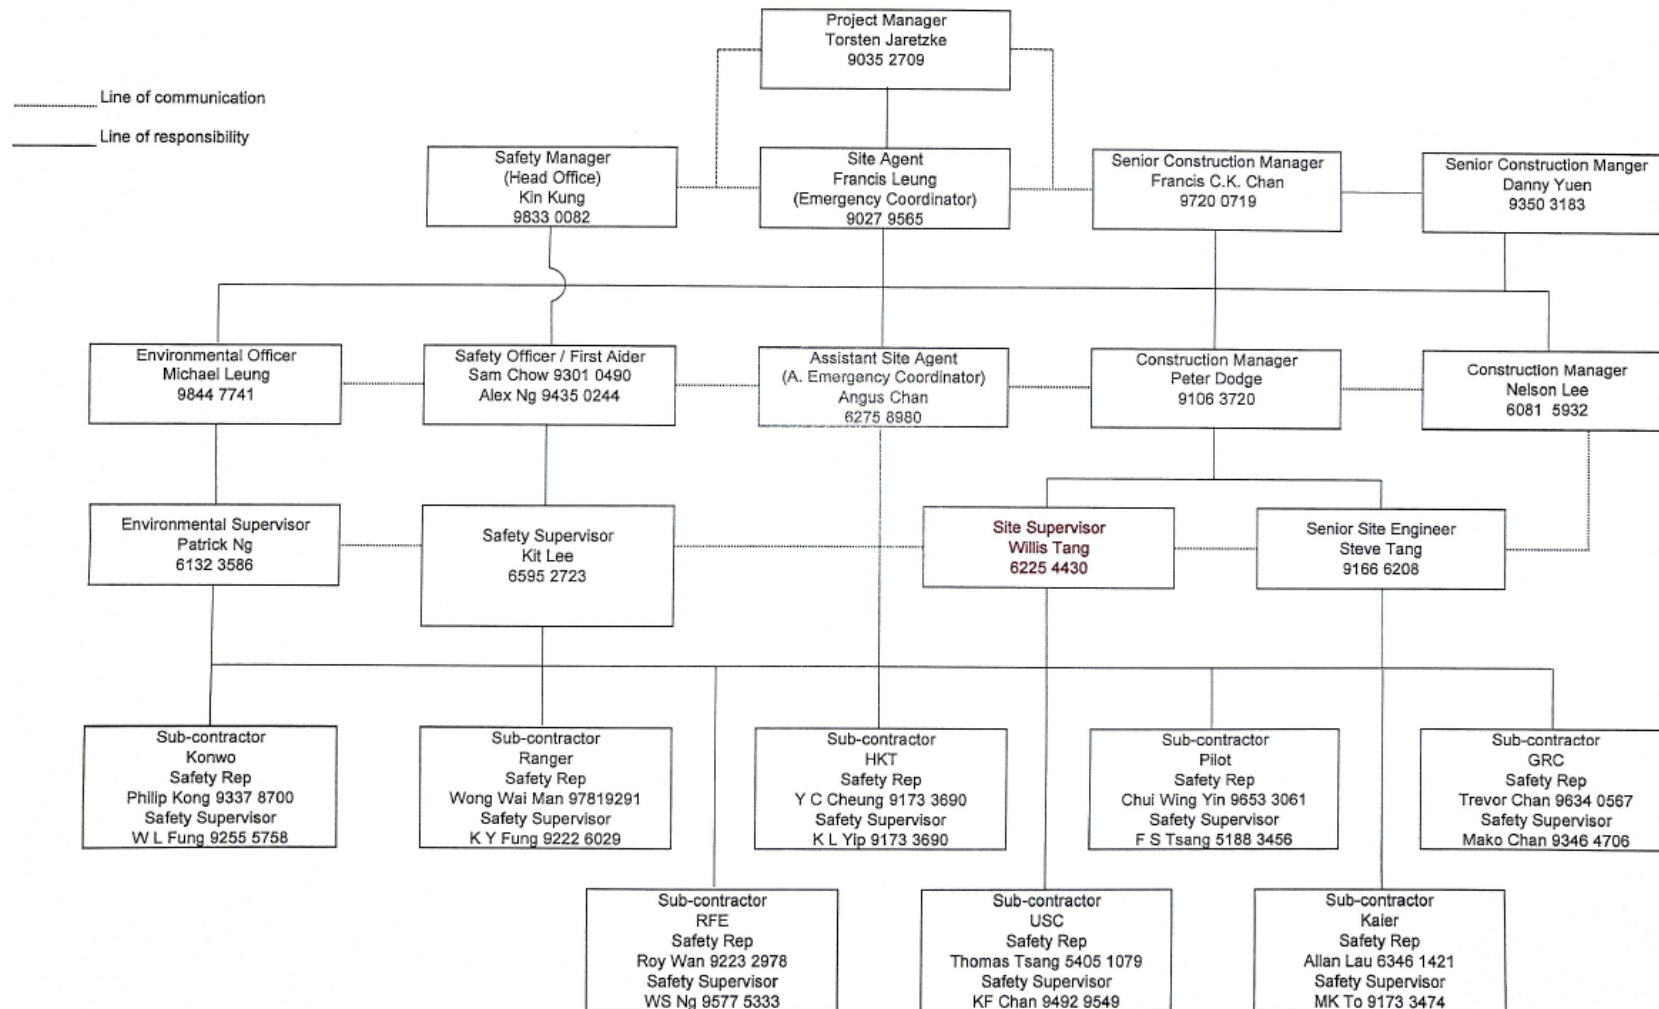 Project Manager
Torsten Jaretzke
9035 2709
Line of communication
Line of responsibility
Safety Manager
(Head Office)
Kin Kung
9833 0082
Site Agent
Francis Leung
(Emergency Coordinator)
9027 9565
Senior Construction Manager
Francis C.K. Chan
9720 0719
Senior Construction Manger
Danny Yuen
9350 3183
Environmental Officer
Michael Leung
9844 7741
Safety Officer / First Aider
Sam Chow 9301 0490
Alex Ng 9435 0244
Assistant Site Agent
(A. Emergency Coordinator)
Angus Chan
6275 8980
Construction Manager
Peter Dodge
9106 3720
Construction Manager
Nelson Lee
6081 5932
Environmental Supervisor
Patrick Ng
6132 3586
Safety Supervisor
Kit Lee
6595 2723
Site Supervisor
Willis Tang
6225 4430
Senior Site Engineer
Steve Tang
9166 6208
Sub-contractor
Konwo
Safety Rep
Philip Kong 9337 8700
Safety Supervisor
W L Fung 9255 5758
Sub-contractor
Ranger
Safety Rep
Wong Wai Man 97819291
Safety Supervisor
K Y Fung 9222 6029
Sub-contractor
HKT
Safety Rep
Y C Cheung 9173 3690
Safety Supervisor
K L Yip 9173 3690
Sub-contractor
Pilot
Safety Rep
Chui Wing Yin 9653 3061
Safety Supervisor
F S Tsang 5188 3456
Sub-contractor
GRC
Safety Rep
Trevor Chan 9634 0567
Safety Supervisor
Mako Chan 9346 4706
Sub-contractor
RFE
Safety Rep
Roy Wan 9223 2978
Safety Supervisor
WS Ng 9577 5333
Sub-contractor
USC
Safety Rep
Thomas Tsang 5405 1079
Safety Supervisor
KF Chan 9492 9549
Sub-contractor
Kaier
Safety Rep
Allan Lau 6346 1421
Safety Supervisor
MK To 9173 3474